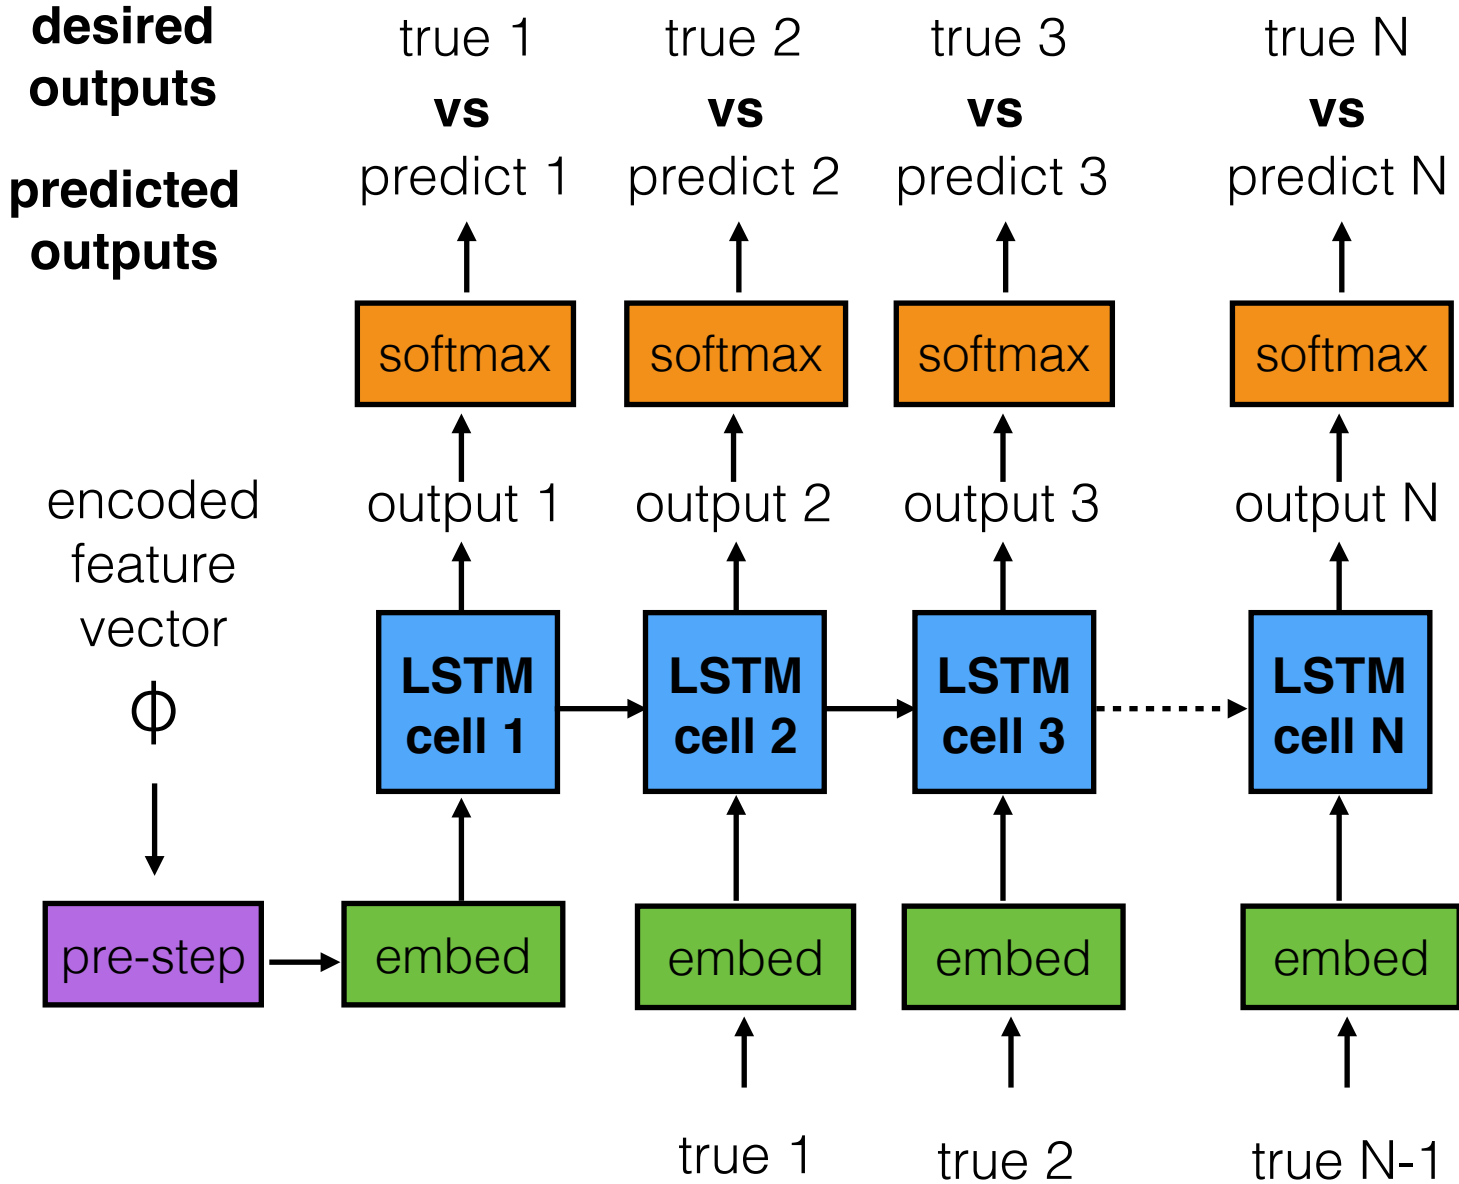 desired
outputs
true 1
true 2
true 3
true N
vs
vs
vs
vs
predicted
outputs
predict 1
predict 2
predict 3
predict N
softmax
softmax
softmax
softmax
encoded
feature
vector
ϕ
output 1
output 2
output 3
output N
LSTM
cell 1
LSTM
cell 2
LSTM
cell 3
LSTM
cell N
pre-step
embed
embed
embed
embed
true 1
true 2
true N-1